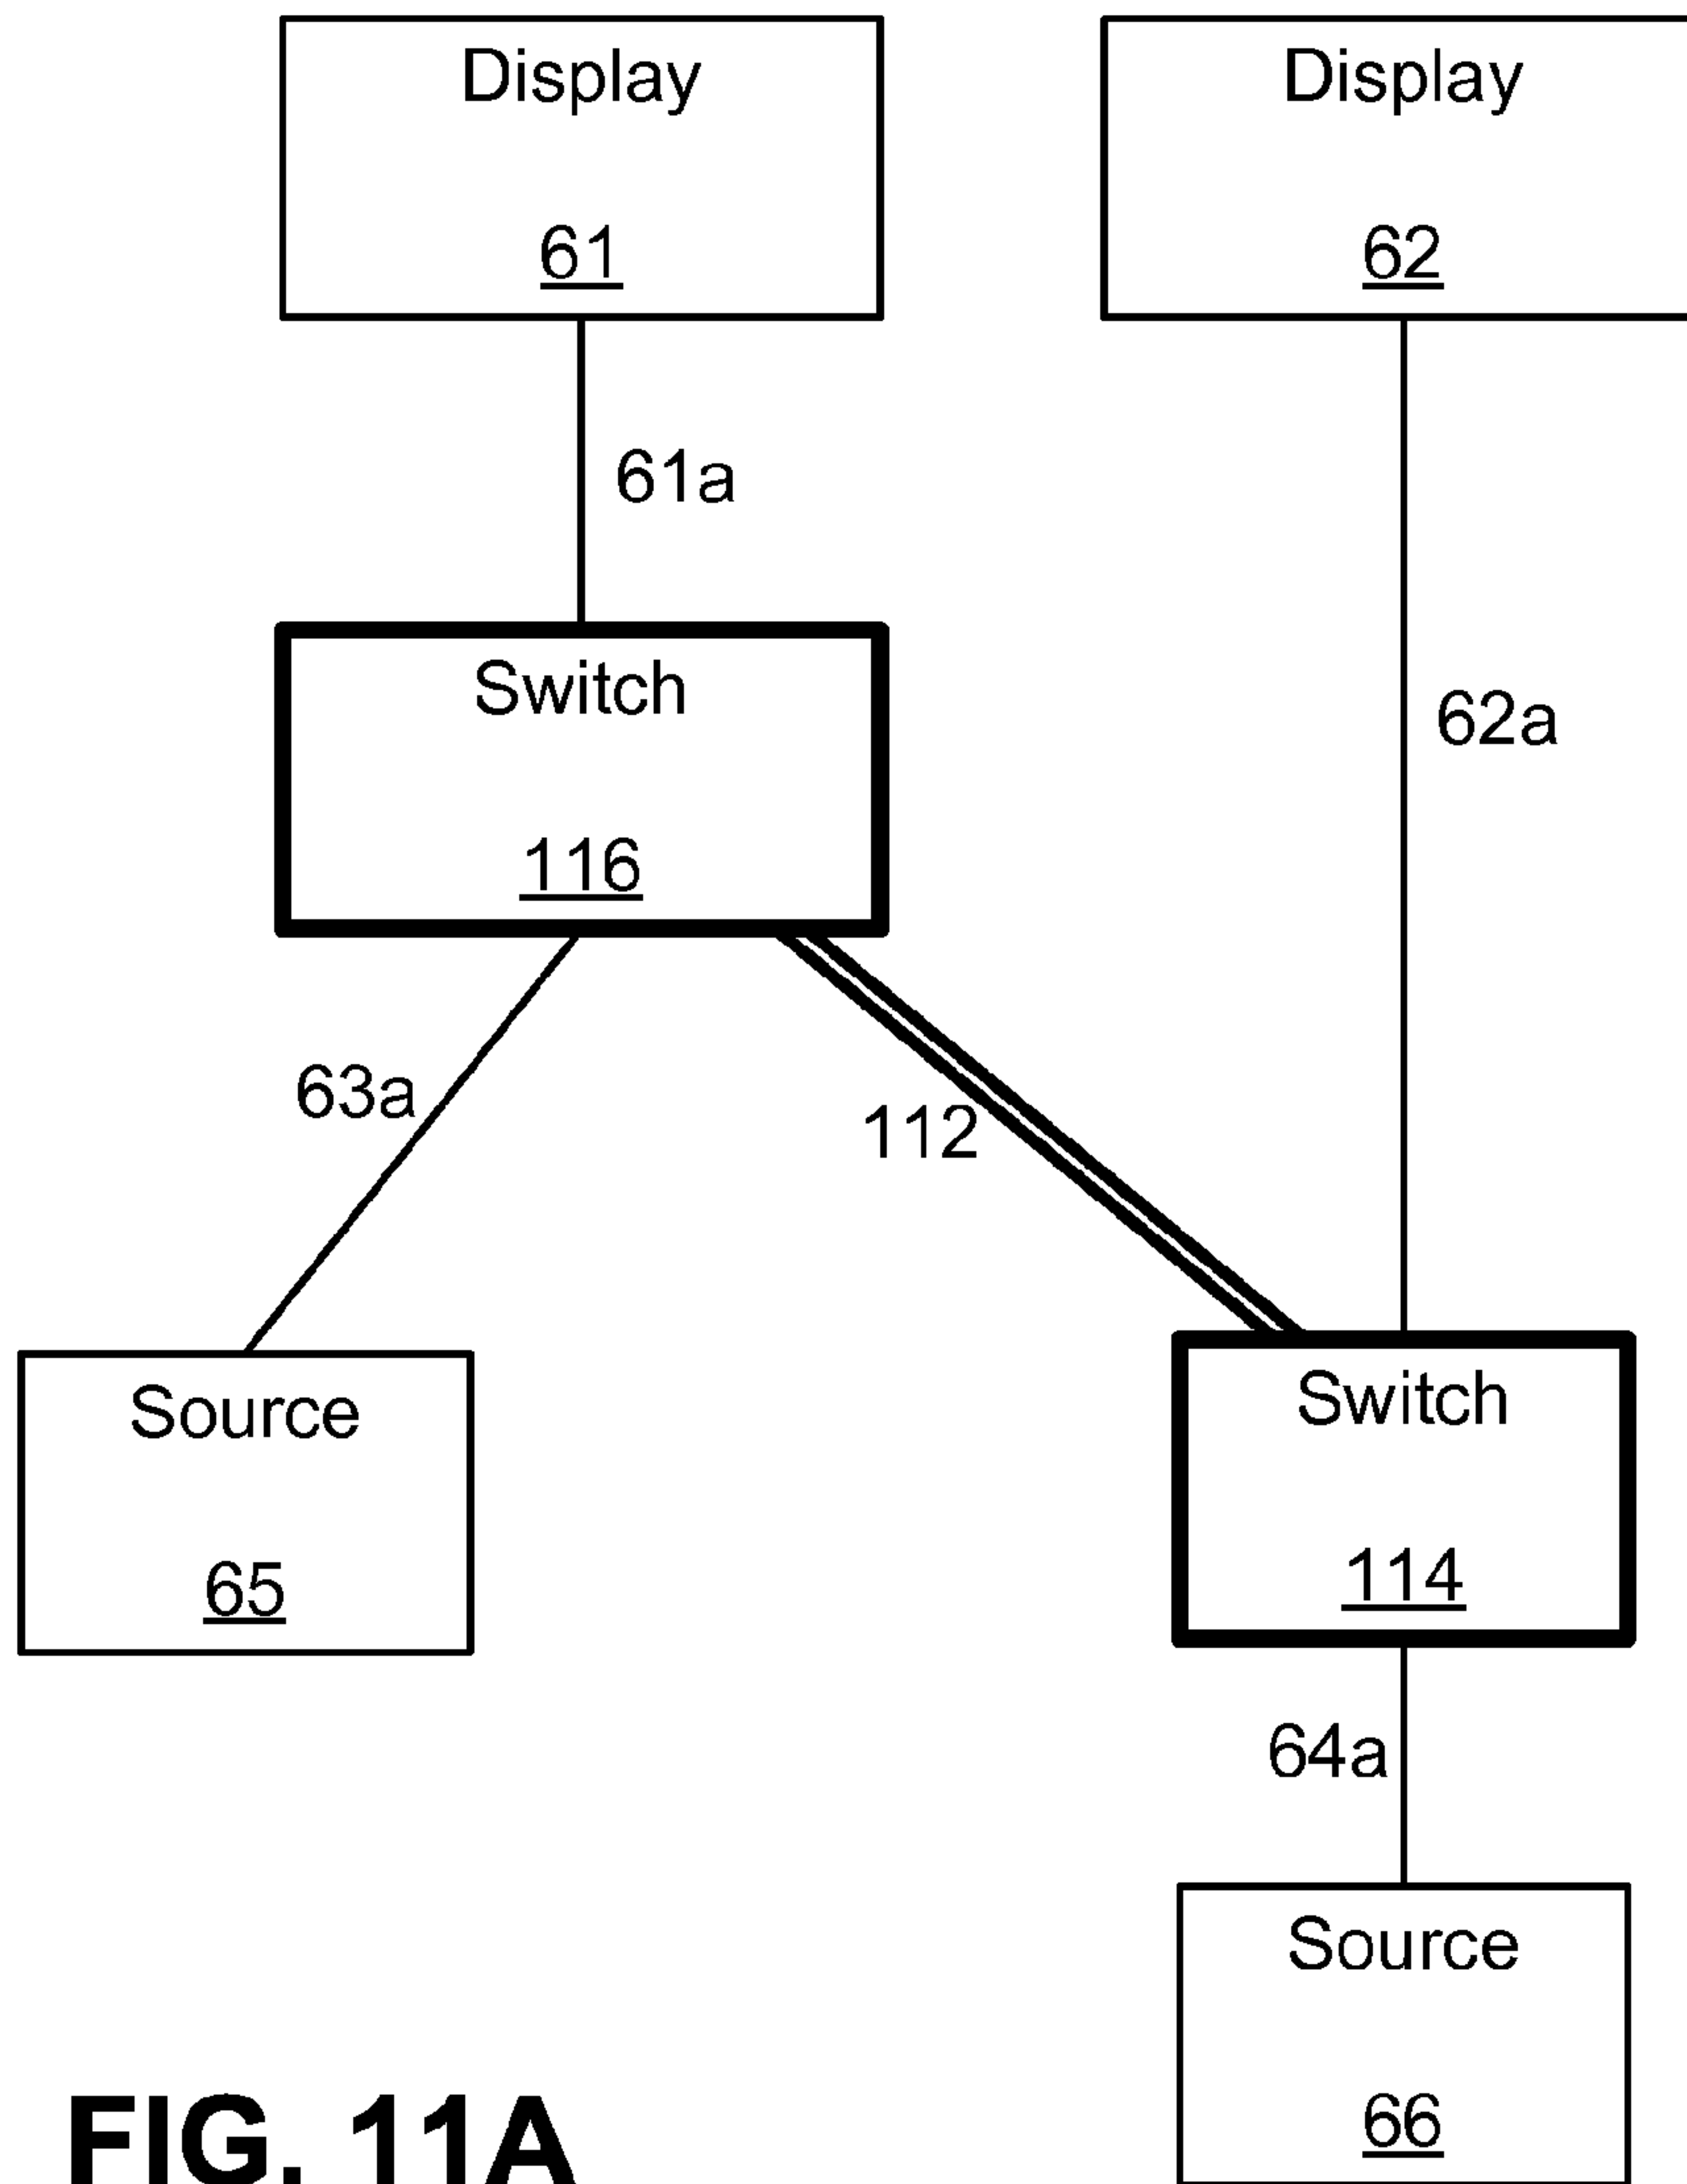 Display
61
Display
62
61a
Switch
116
62a
63a
112
Source
65
Switch
114
64a
Source
66
FIG. 11A